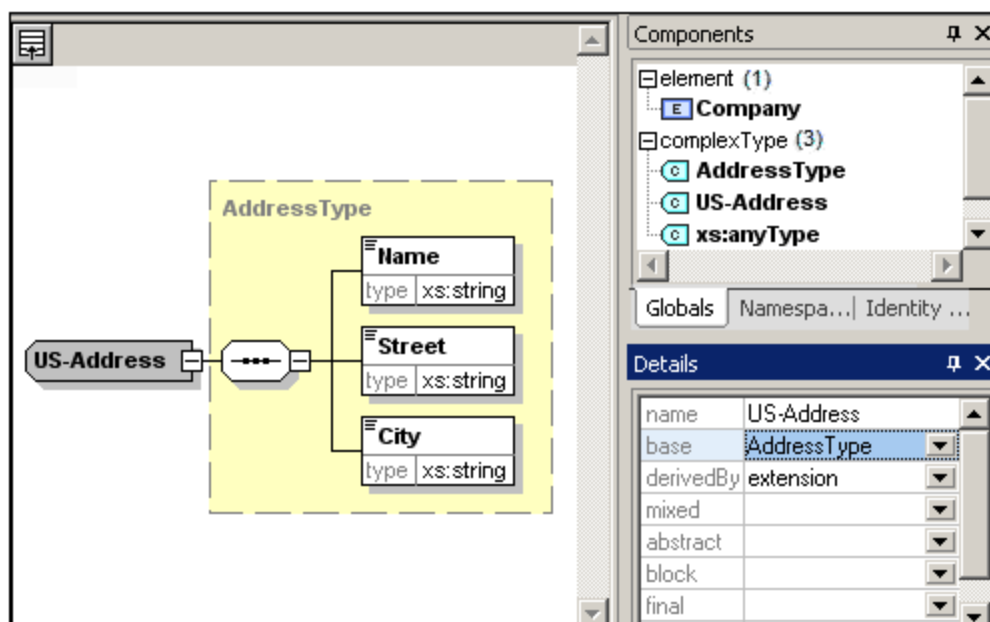 Components
element (1)
E Company
complexType (3)
C AddressType
C US-Address
C xs:anyType
Globals Namespa... Identity ...
AddressType
Name
type xs:string
Street
type xs:string
City
type xs:string
US-Address
Details
name US-Address
base AddressType
derivedBy extension
mixed
abstract
block
final